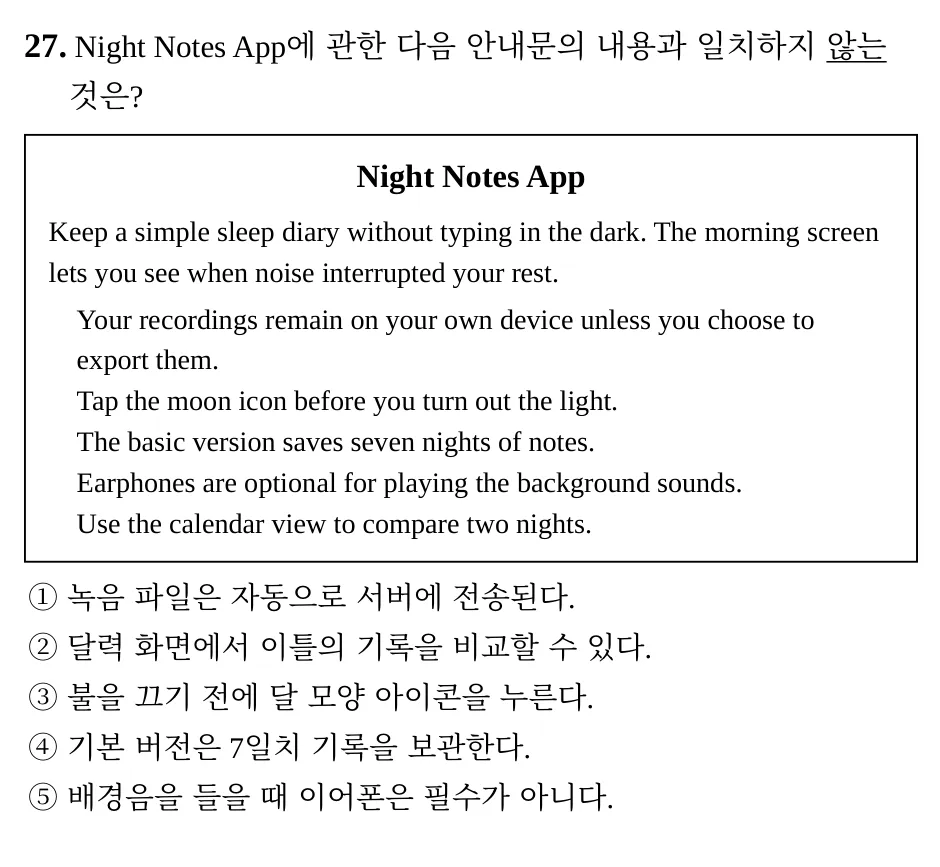 27. Night Notes App에 관한 다음 안내문의 내용과 일치하지 않는
것은?
Night Notes App
Keep a simple sleep diary without typing in the dark. The morning screen
lets you see when noise interrupted your rest.
Your recordings remain on your own device unless you choose to
export them.
Tap the moon icon before you turn out the light.
The basic version saves seven nights of notes.
Earphones are optional for playing the background sounds.
Use the calendar view to compare two nights.
① 녹음 파일은 자동으로 서버에 전송된다.
② 달력 화면에서 이틀의 기록을 비교할 수 있다.
③ 불을 끄기 전에 달 모양 아이콘을 누른다.
④ 기본 버전은 7일치 기록을 보관한다.
⑤ 배경음을 들을 때 이어폰은 필수가 아니다.